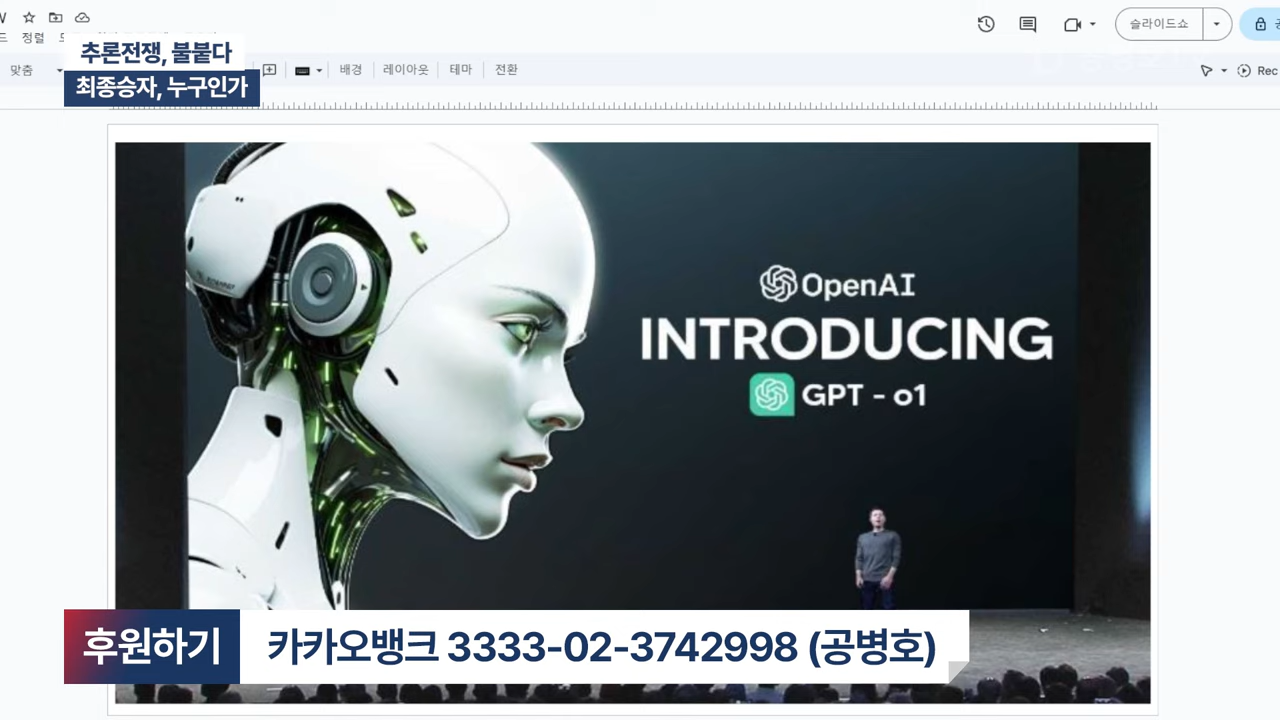 정렬
추론전쟁, 불붙다
최종승자, 누구인가
슬라이드쇼
맞춤
배경
레이아웃
테마
전환
Rec
OpenAI
INTRODUCING
GPT - o1
후원하기
카카오뱅크 3333-02-3742998 (공병호)